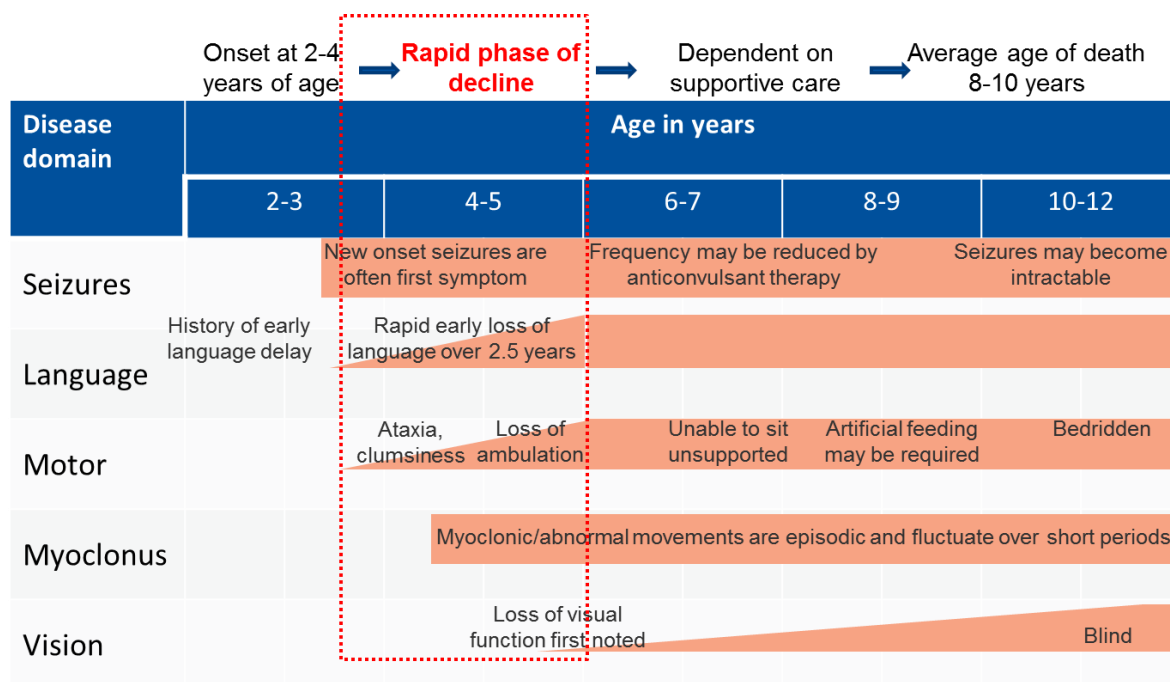 Onset at 2-4
years of age
Rapid phase of
decline
Dependent on
supportive care
Average age of death
8-10 years
Disease
domain
Age in years
2-3
4-5
6-7
8-9
10-12
Seizures
New onset seizures are
often first symptom
Frequency may be reduced by
anticonvulsant therapy
Seizures may become
intractable
Language
History of early
language delay
Rapid early loss of
language over 2.5 years
Motor
Ataxia,
clumsiness
Loss of
ambulation
Unable to sit
unsupported
Artificial feeding
may be required
Bedridden
Myoclonus
Myoclonic/abnormal movements are episodic and fluctuate over short periods
Vision
Loss of visual
function first noted
Blind